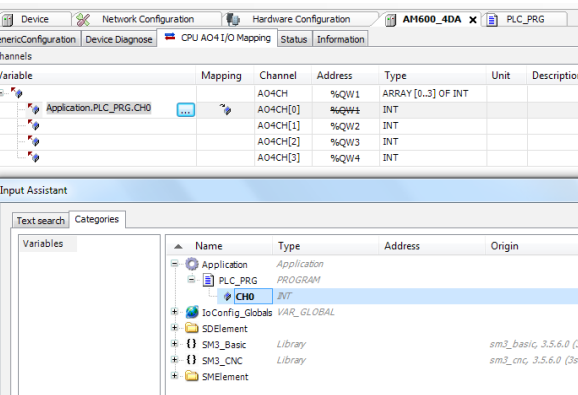 Device Network Configuration Hardware Configuration AM600_4DA x PLC_PRG
enericConfiguration Device Diagnose CPU AO4 I/O Mapping Status Information
hannels
Variable Mapping Channel Address Type Unit Description
AO4CH %QW1 ARRAY [0..3] OF INT
Application.PLC_PRG.CH0 ... AO4CH[0] %QW1 INT
AO4CH[1] %QW2 INT
AO4CH[2] %QW3 INT
AO4CH[3] %QW4 INT
Input Assistant
Text search Categories
Variables Name Type Address Origin
Application Application
PLC_PRG PROGRAM
CH0 INT
IoConfig_Globals VAR_GLOBAL
SDElement
{} SM3_Basic Library sm3_basic, 3.5.6.0 (3
{} SM3_CNC Library sm3_cnc, 3.5.6.0 (3s
SMElement